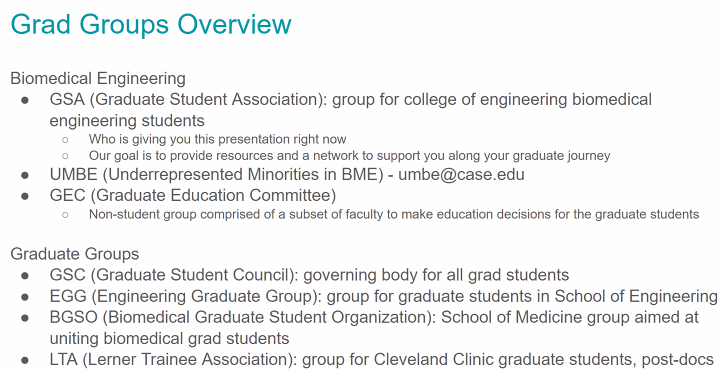 Grad Groups Overview
Biomedical Engineering
● GSA (Graduate Student Association): group for college of engineering biomedical
engineering students
○ Who is giving you this presentation right now
○ Our goal is to provide resources and a network to support you along your graduate journey
● UMBE (Underrepresented Minorities in BME) - umbe@case.edu
● GEC (Graduate Education Committee)
○ Non-student group comprised of a subset of faculty to make education decisions for the graduate students
Graduate Groups
● GSC (Graduate Student Council): governing body for all grad students
● EGG (Engineering Graduate Group): group for graduate students in School of Engineering
● BGSO (Biomedical Graduate Student Organization): School of Medicine group aimed at
uniting biomedical grad students
● LTA (Lerner Trainee Association): group for Cleveland Clinic graduate students, post-docs